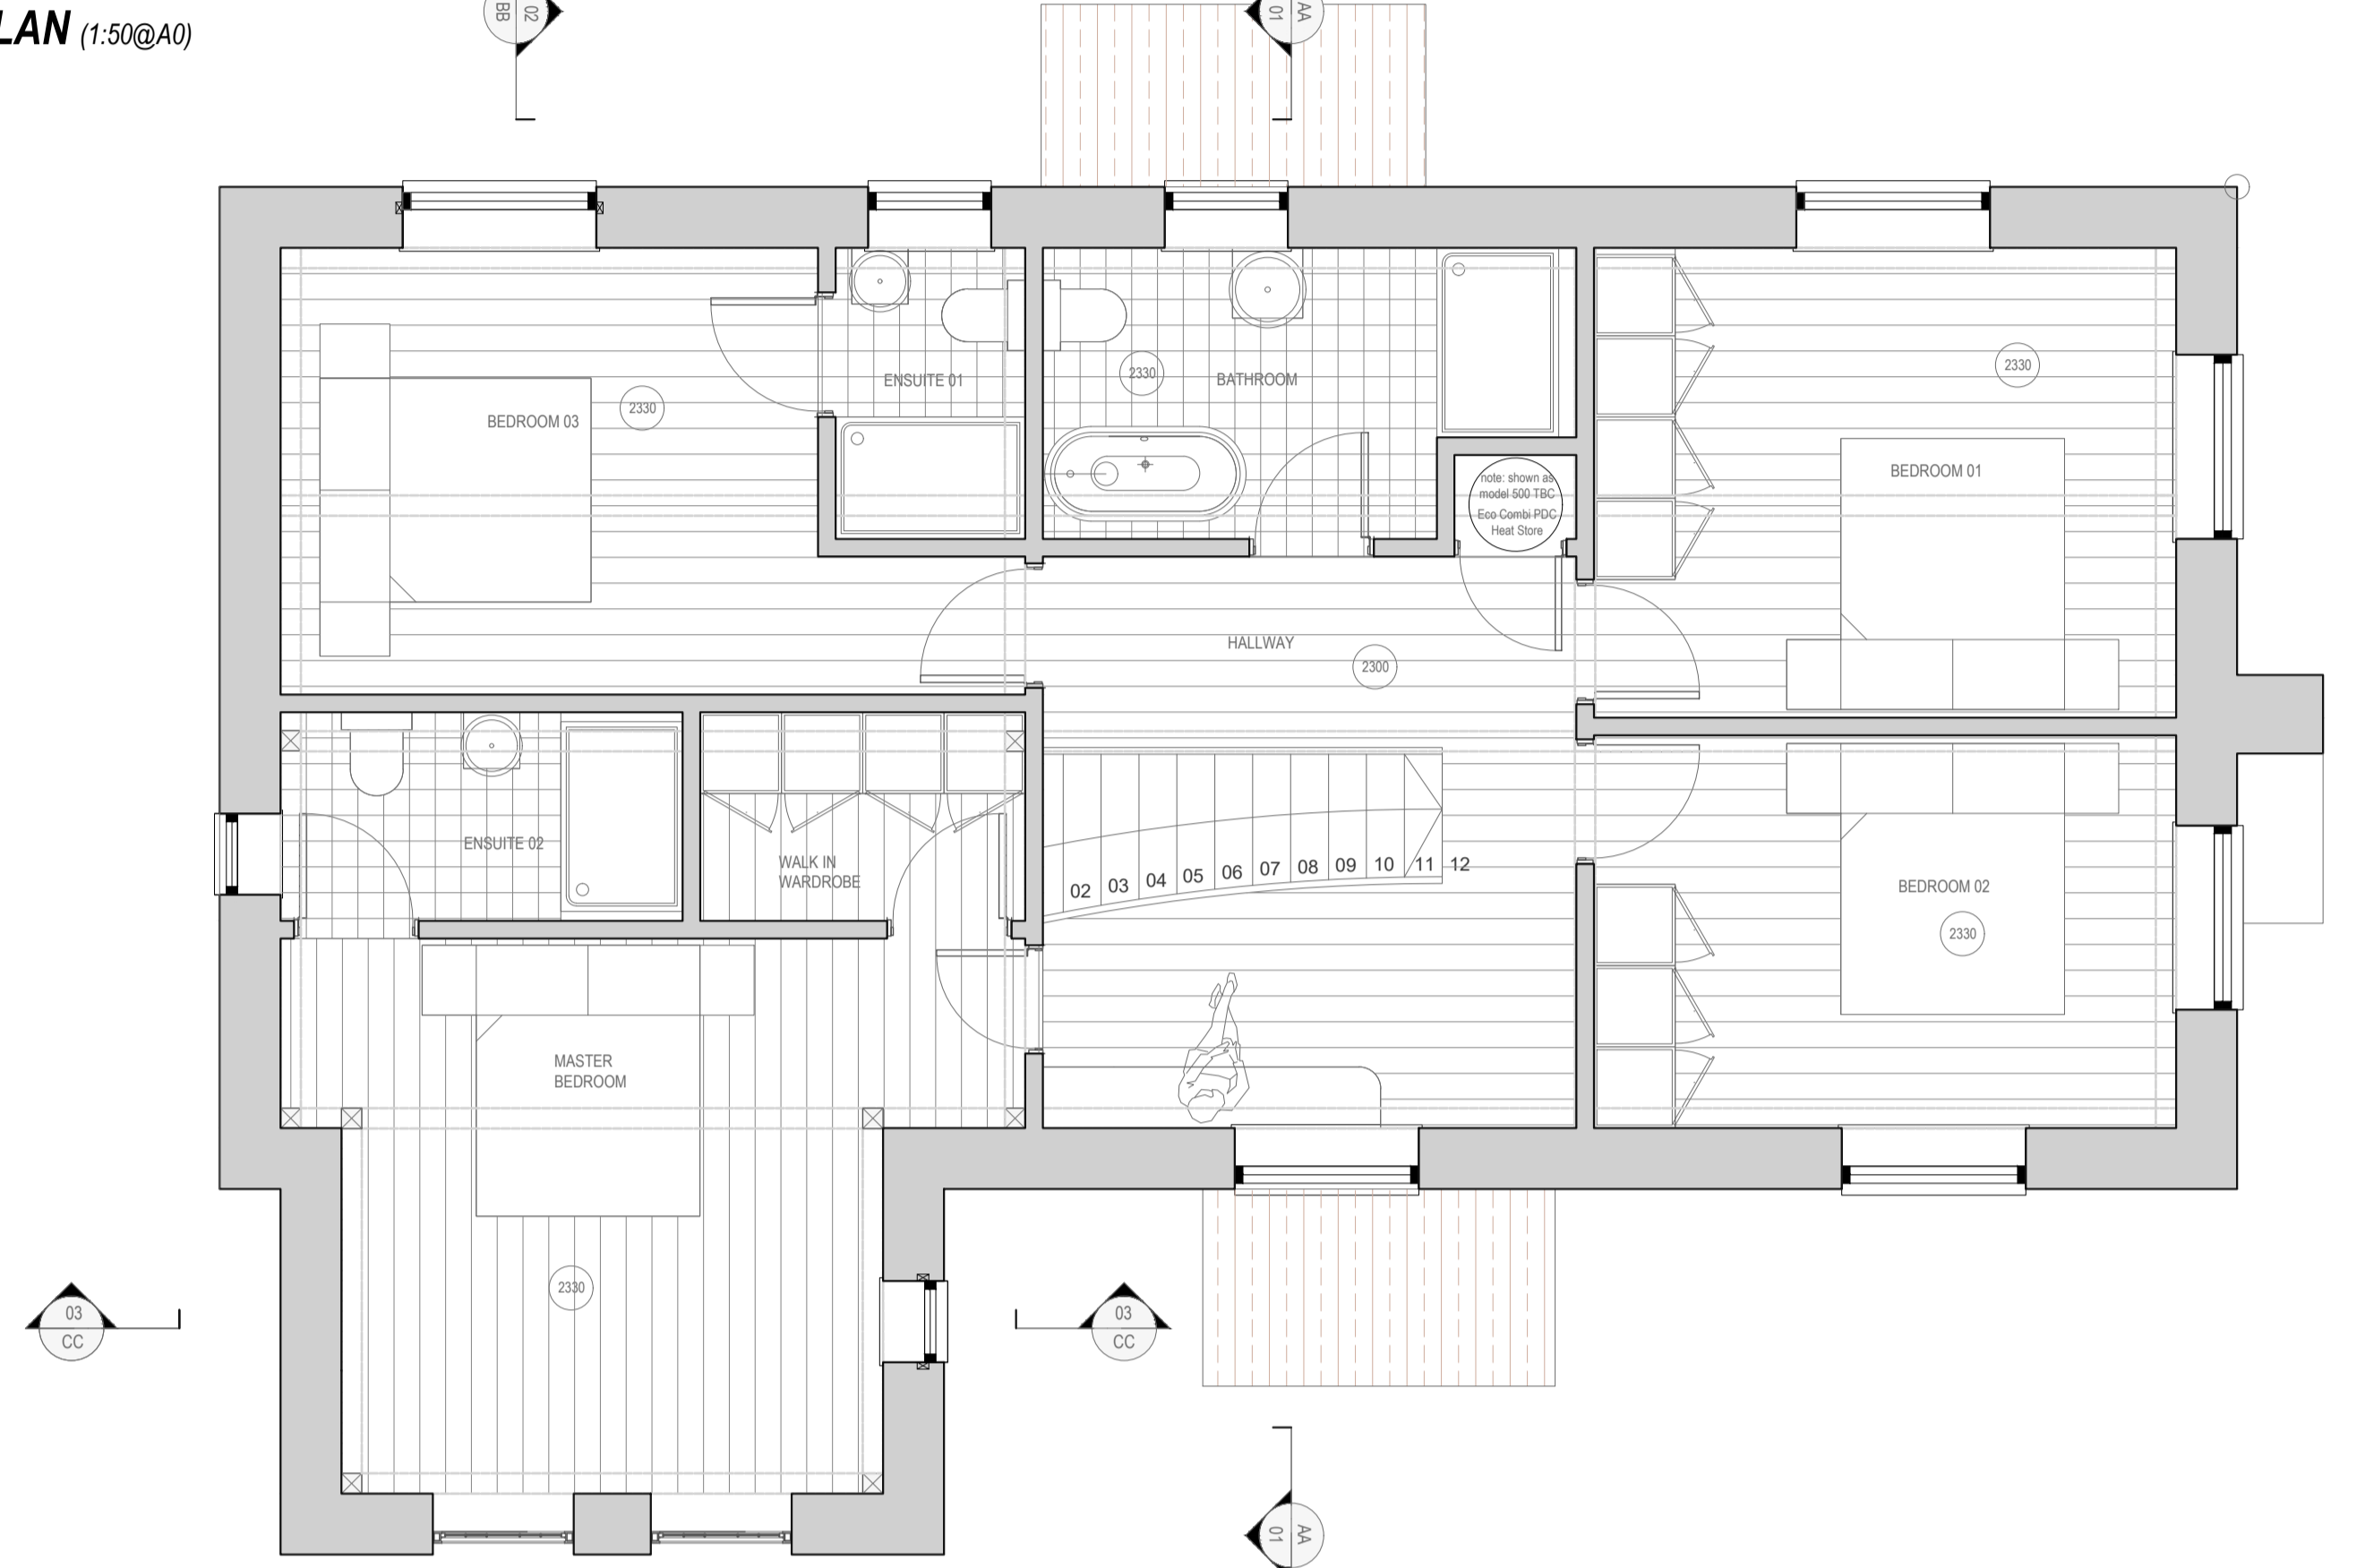 LAN (1:50@A0)
BB
02
AA
01
BEDROOM 03
2330
ENSUITE 01
2330
BATHROOM
2330
BEDROOM 01
note: shown as
model 500 TBC
Eco Combi PDC
Heat Store
HALLWAY
2300
ENSUITE 02
WALK IN
WARDROBE
02 03 04 05 06 07 08 09 10 11 12
BEDROOM 02
2330
MASTER
BEDROOM
2330
03
CC
03
CC
AA
01